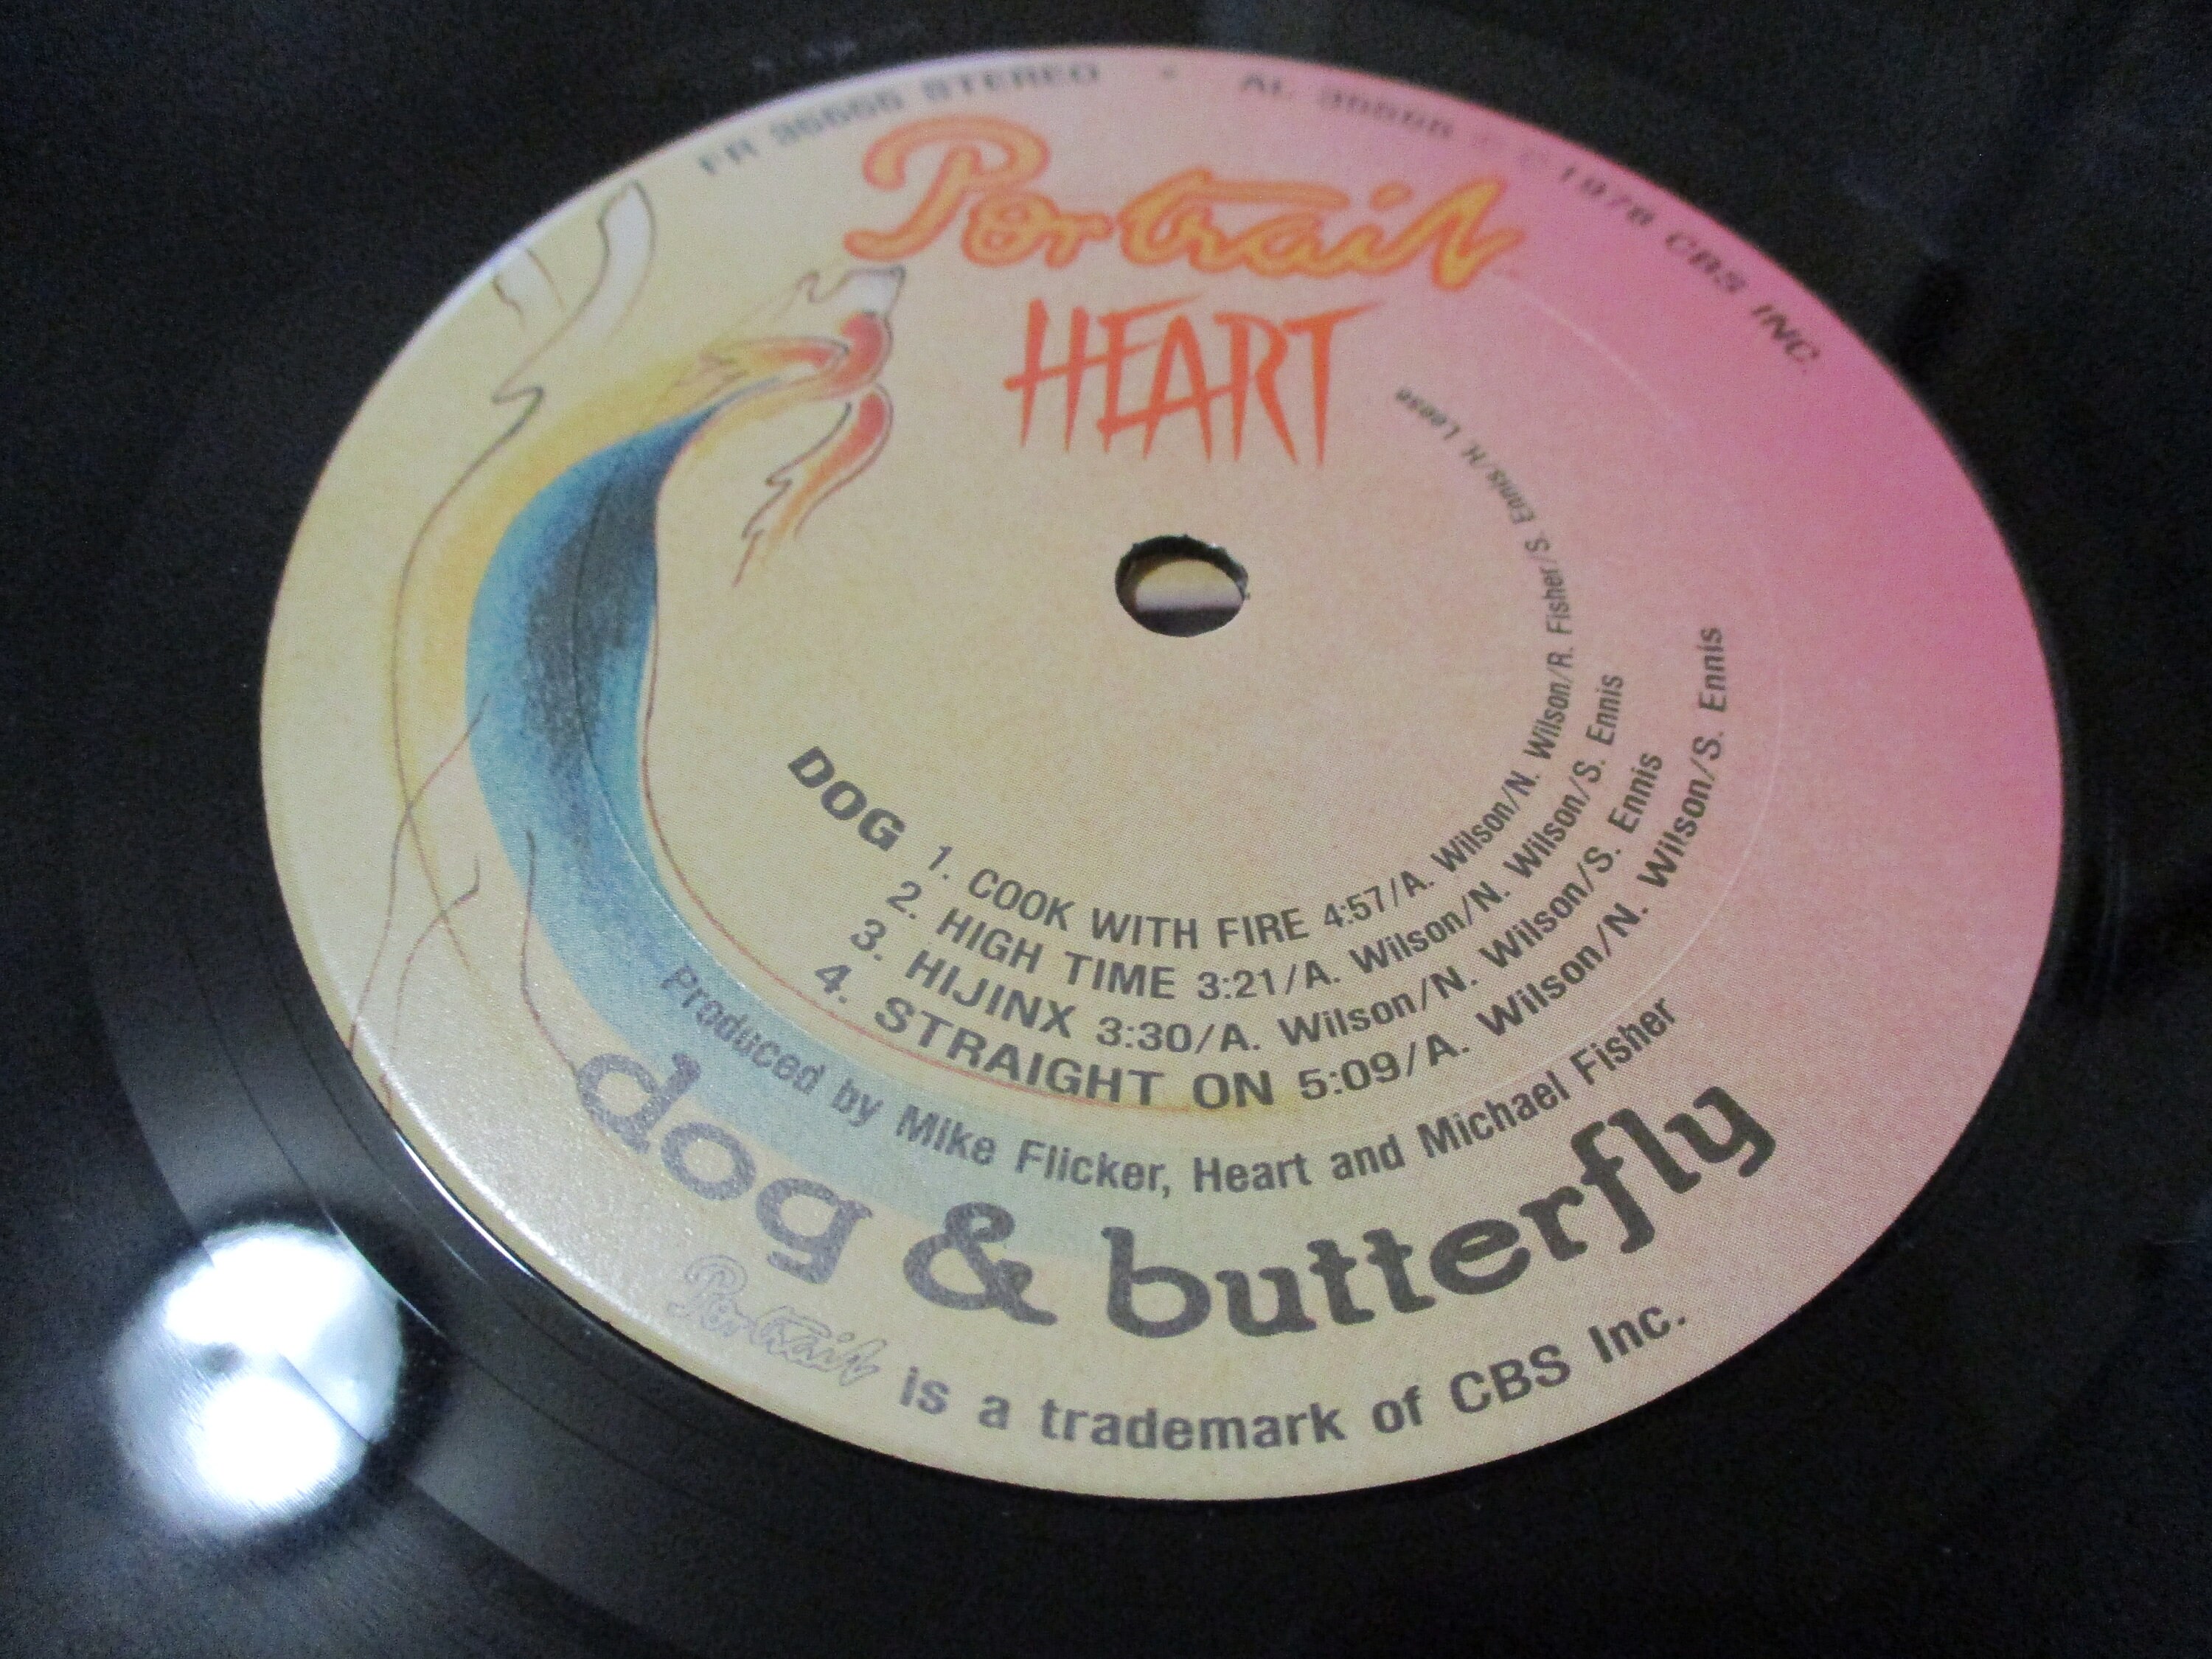 FR 35555 STEREO • AL 35555 ℗ © 1978 CBS INC.
Portrait
HEART
DOG
1. COOK WITH FIRE 4:57/A. Wilson/N. Wilson/R. Fisher/S. Ennis/H. Leese
2. HIGH TIME 3:21/A. Wilson/N. Wilson/S. Ennis
3. HIJINX 3:30/A. Wilson/N. Wilson/S. Ennis
4. STRAIGHT ON 5:09/A. Wilson/N. Wilson/S. Ennis
Produced by Mike Flicker, Heart and Michael Fisher
dog & butterfly
Portrait is a trademark of CBS Inc.